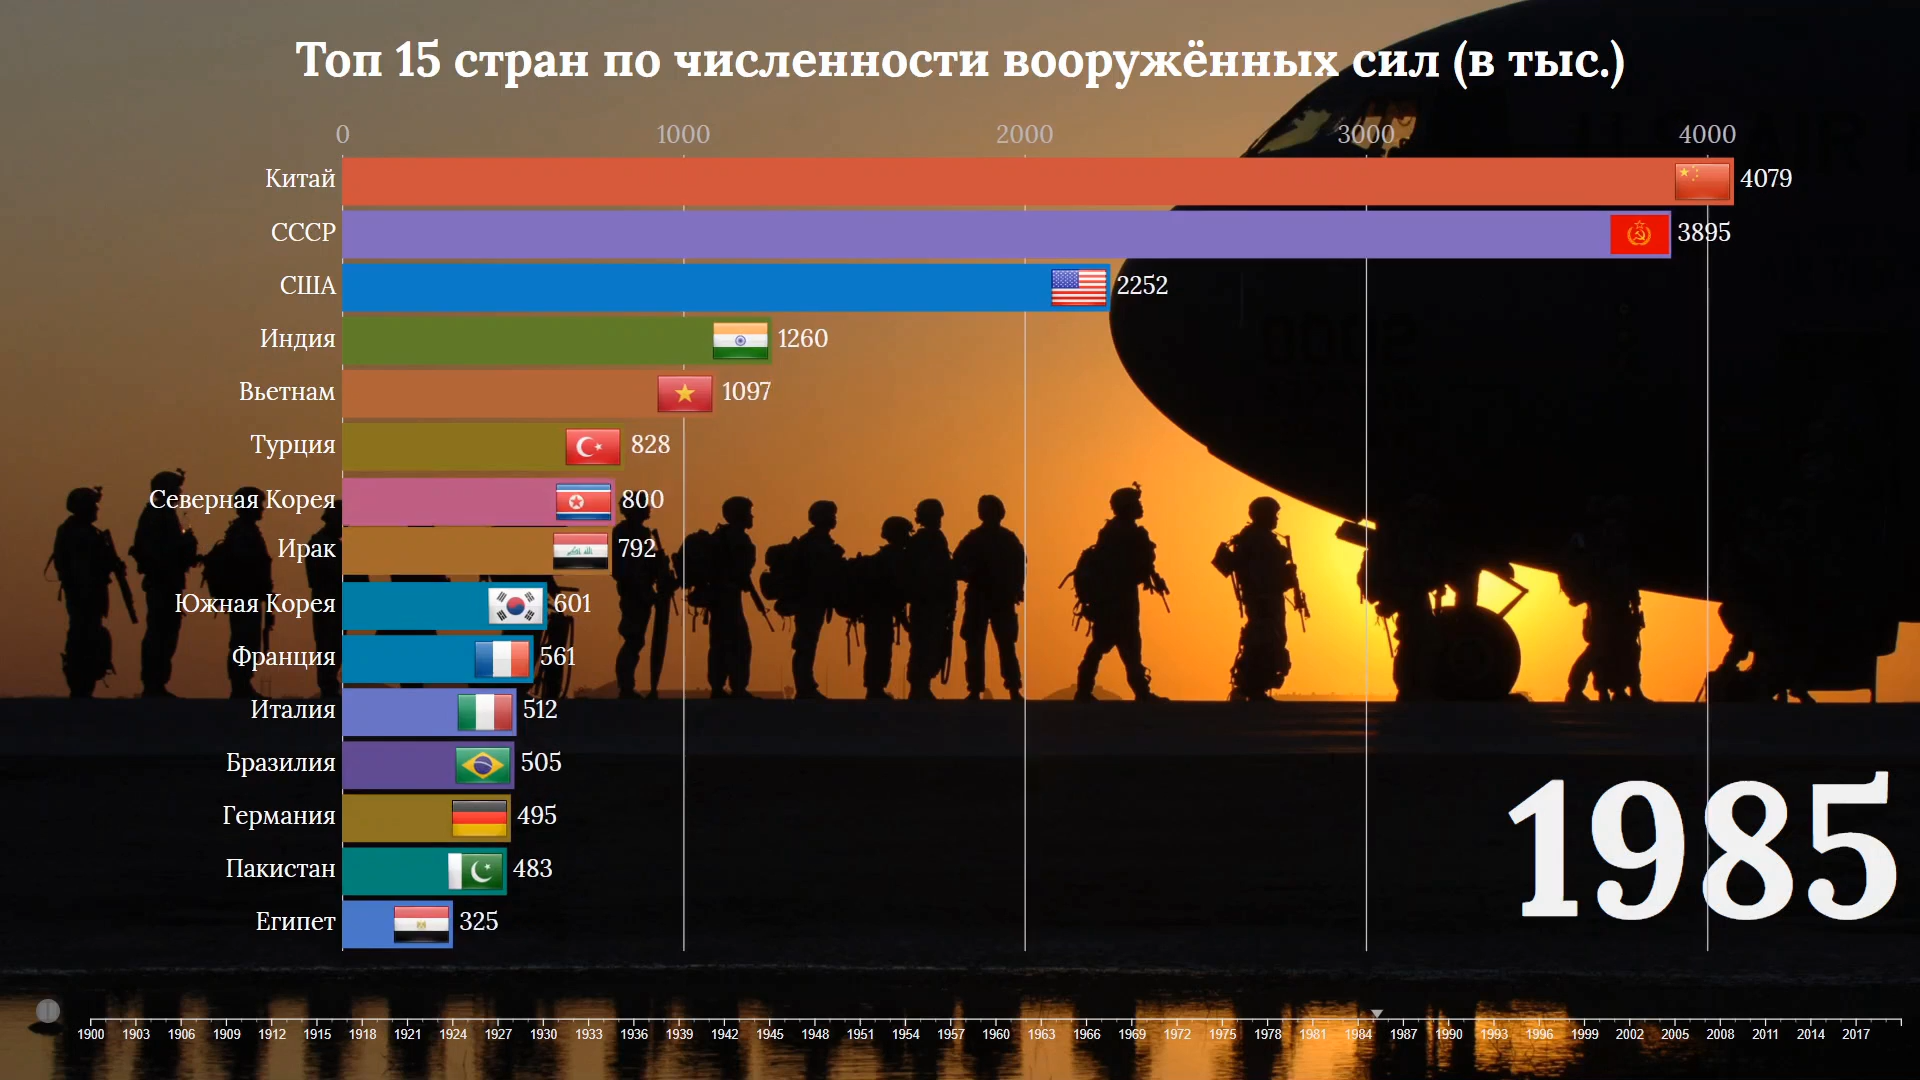 Топ 15 стран по численности вооружённых сил (в тыс.)
0 1000 2000 3000 4000
Китай 4079
СССР 3895
США 2252
Индия 1260
Вьетнам 1097
Турция 828
Северная Корея 800
Ирак 792
Южная Корея 601
Франция 561
Италия 512
Бразилия 505
Германия 495
Пакистан 483
Египет 325
1985
1900 1903 1906 1909 1912 1915 1918 1921 1924 1927 1930 1933 1936 1939 1942 1945 1948 1951 1954 1957 1960 1963 1966 1969 1972 1975 1978 1981 1984 1987 1990 1993 1996 1999 2002 2005 2008 2011 2014 2017